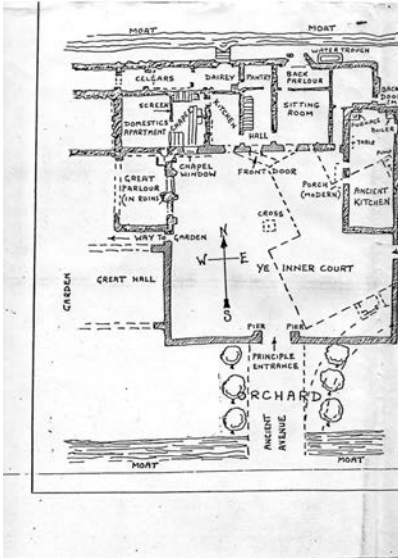 MOAT
MOAT
WATER TROUGH
CELLARS
DAIREY
PANTRY
BACK
PARLOUR
BACK
DOOR
SCREEN
DOMESTICS
APARTMENT
CHAPEL
KITCHEN
HALL
SITTING
ROOM
FURNACE
BOILER
TABLE
PUMP
CHAPEL
WINDOW
FRONT DOOR
PORCH
(MODERN)
ANCIENT
KITCHEN
GREAT
PARLOUR
(IN RUINS)
CROSS
WAY TO GARDEN
N
W
E
S
GREAT HALL
GARDEN
YE INNER COURT
PIER
PIER
PRINCIPLE
ENTRANCE
ORCHARD
ANCIENT
AVENUE
MOAT
MOAT